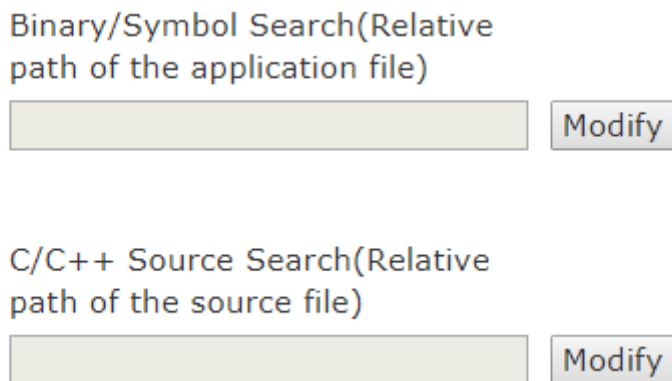 Binary/Symbol Search(Relative
path of the application file)
Modify
C/C++ Source Search(Relative
path of the source file)
Modify